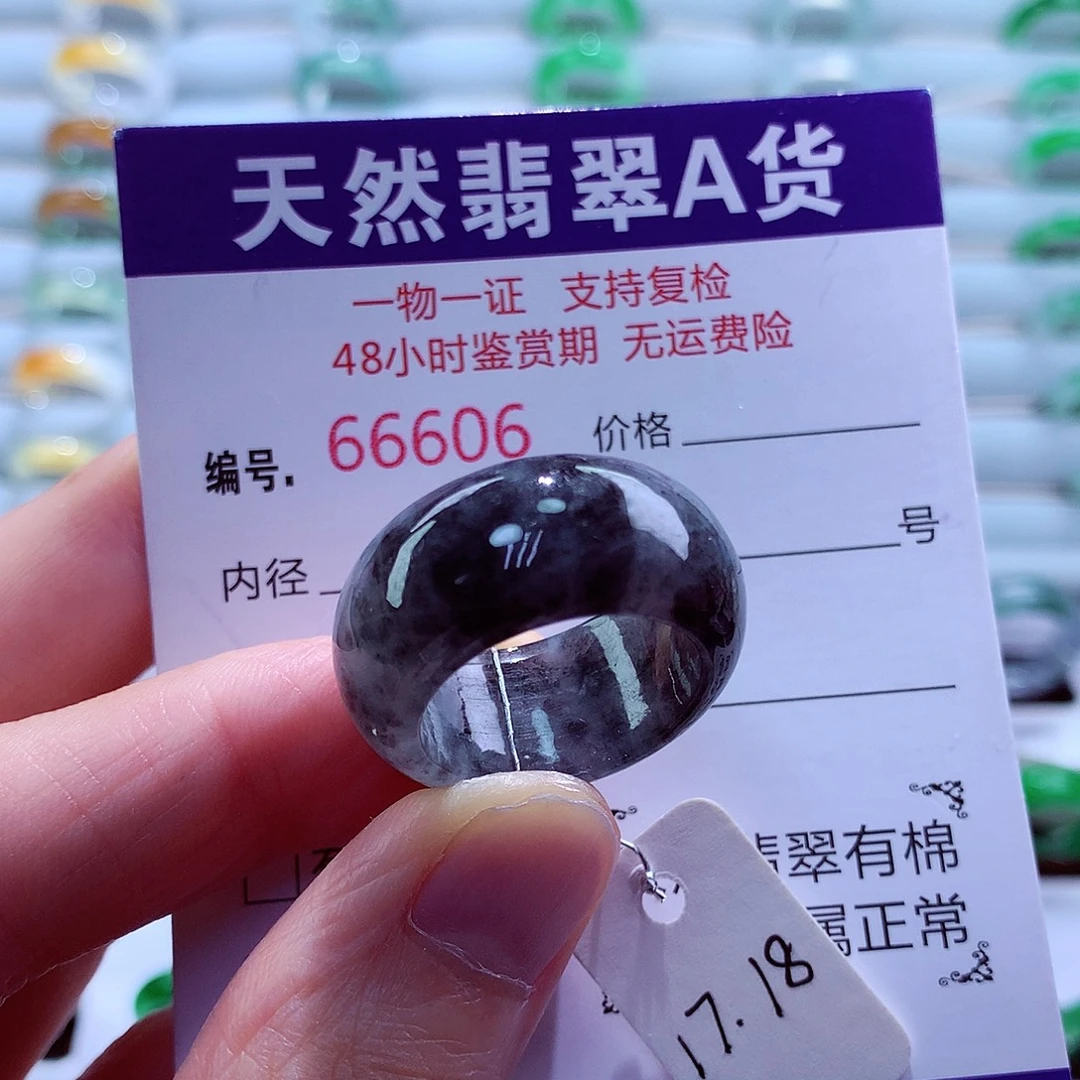 天然翡翠A货
一物一证 支持复检
48小时鉴赏期 无运费险
编号. 66606 价格
内径 号
翠有棉
属正常
17.18